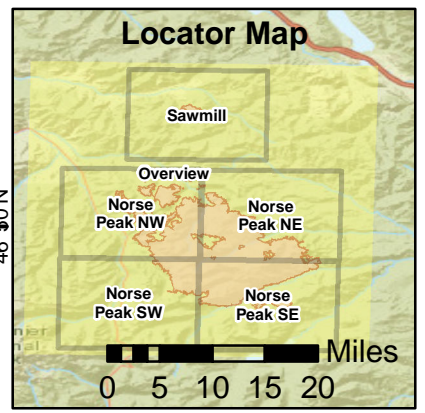 Locator Map
Sawmill
Overview
Norse
Peak NW
Norse
Peak NE
Norse
Peak SW
Norse
Peak SE
Miles
0 5 10 15 20